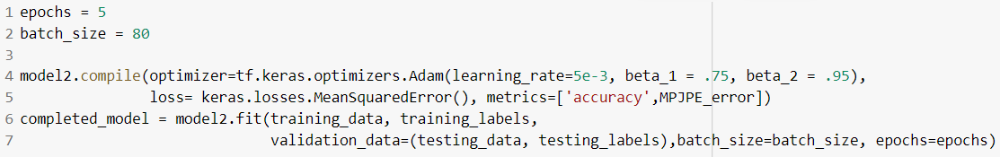 1 epochs = 5
2 batch_size = 80
3
4 model2.compile(optimizer=tf.keras.optimizers.Adam(learning_rate=5e-3, beta_1 = .75, beta_2 = .95),
5                loss= keras.losses.MeanSquaredError(), metrics=['accuracy',MPJPE_error])
6 completed_model = model2.fit(training_data, training_labels,
7                              validation_data=(testing_data, testing_labels),batch_size=batch_size, epochs=epochs)